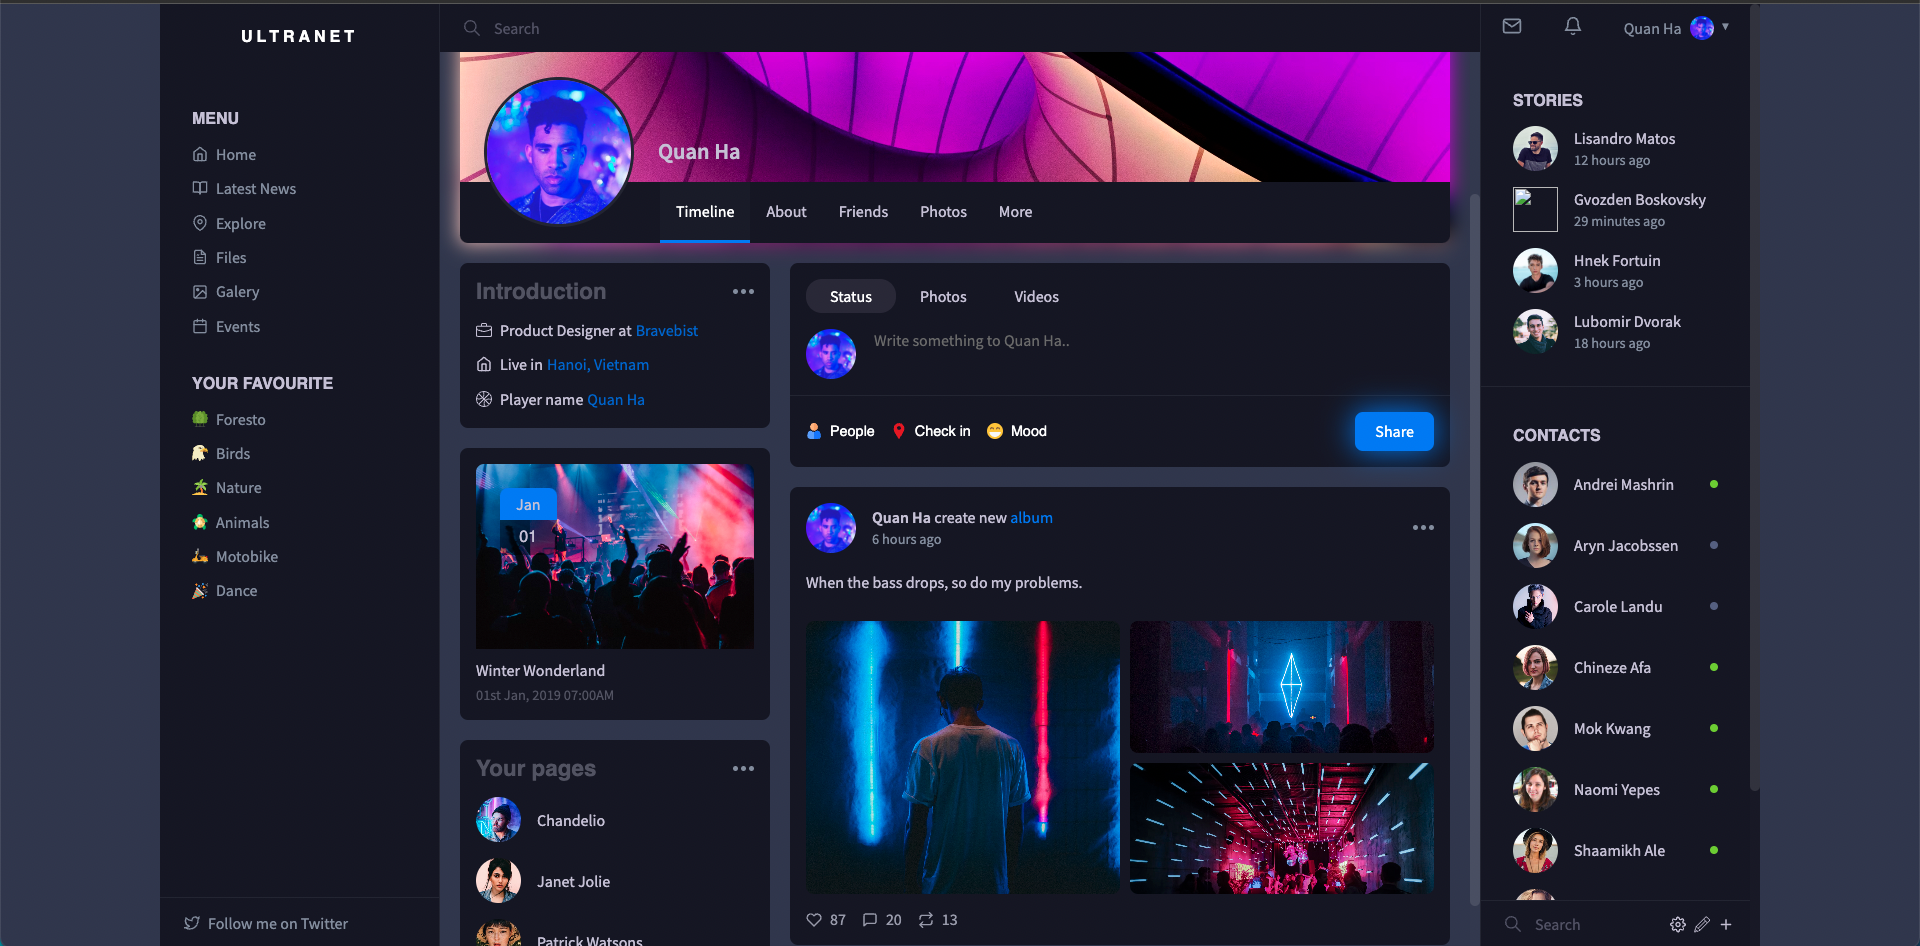 ULTRANET
MENU
Home
Latest News
Explore
Files
Galery
Events
YOUR FAVOURITE
Foresto
Birds
Nature
Animals
Motobike
Dance
Follow me on Twitter
Search
Quan Ha
Timeline
About
Friends
Photos
More
Introduction
Product Designer at Bravebist
Live in Hanoi, Vietnam
Player name Quan Ha
Jan
01
Winter Wonderland
01st Jan, 2019 07:00AM
Your pages
Chandelio
Janet Jolie
Patrick Watsons
Status
Photos
Videos
Write something to Quan Ha..
People
Check in
Mood
Share
Quan Ha create new album
6 hours ago
When the bass drops, so do my problems.
87
20
13
Quan Ha
STORIES
Lisandro Matos
12 hours ago
Gvozden Boskovsky
29 minutes ago
Hnek Fortuin
3 hours ago
Lubomir Dvorak
18 hours ago
CONTACTS
Andrei Mashrin
Aryn Jacobssen
Carole Landu
Chineze Afa
Mok Kwang
Naomi Yepes
Shaamikh Ale
Search